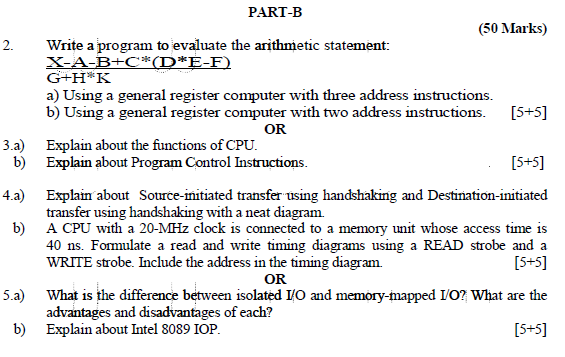 PART-B
(50 Marks)
2. Write a program to evaluate the arithmetic statement:
X-A-B+C*(D*E-F)
G+H*K
a) Using a general register computer with three address instructions.
b) Using a general register computer with two address instructions. [5+5]
OR
3.a) Explain about the functions of CPU.
b) Explain about Program Control Instructions. [5+5]
4.a) Explain about Source-initiated transfer using handshaking and Destination-initiated
transfer using handshaking with a neat diagram.
b) A CPU with a 20-MHz clock is connected to a memory unit whose access time is
40 ns. Formulate a read and write timing diagrams using a READ strobe and a
WRITE strobe. Include the address in the timing diagram. [5+5]
OR
5.a) What is the difference between isolated I/O and memory-mapped I/O? What are the
advantages and disadvantages of each?
b) Explain about Intel 8089 IOP. [5+5]